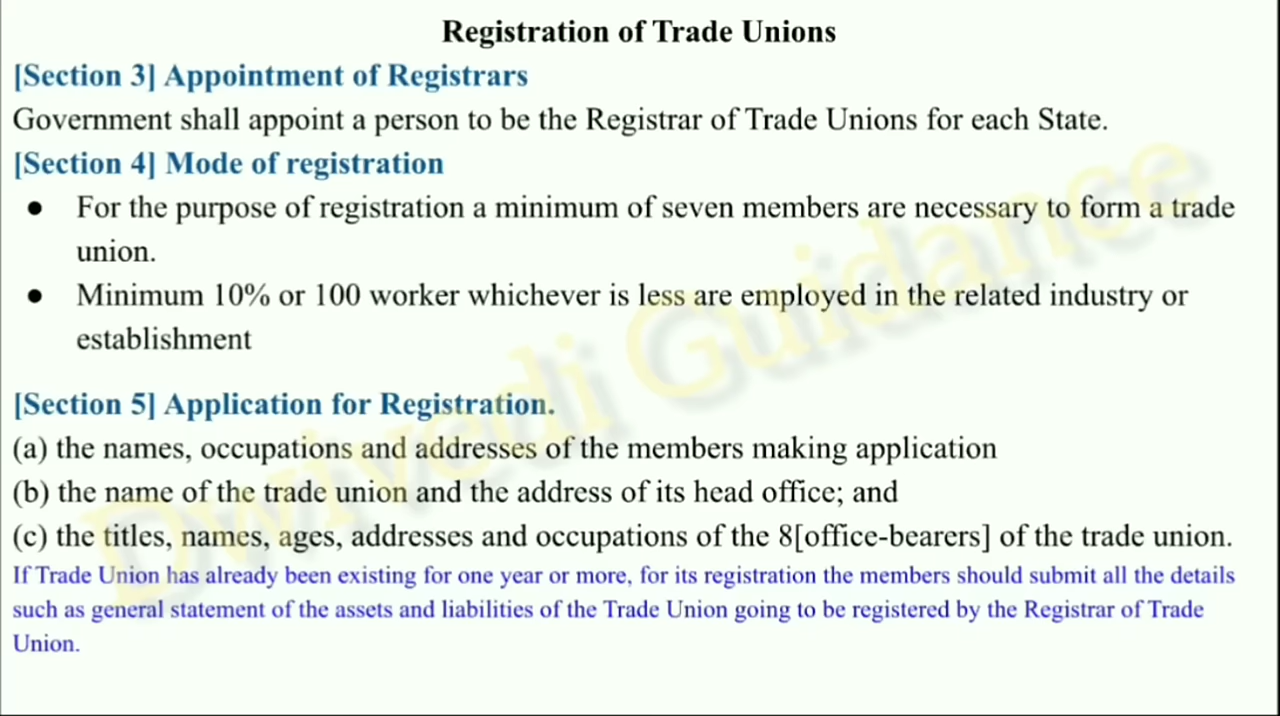 Registration of Trade Unions
[Section 3] Appointment of Registrars
Government shall appoint a person to be the Registrar of Trade Unions for each State.
[Section 4] Mode of registration
● For the purpose of registration a minimum of seven members are necessary to form a trade
union.
● Minimum 10% or 100 worker whichever is less are employed in the related industry or
establishment
[Section 5] Application for Registration.
(a) the names, occupations and addresses of the members making application
(b) the name of the trade union and the address of its head office; and
(c) the titles, names, ages, addresses and occupations of the 8[office-bearers] of the trade union.
If Trade Union has already been existing for one year or more, for its registration the members should submit all the details
such as general statement of the assets and liabilities of the Trade Union going to be registered by the Registrar of Trade
Union.
Dwivedi Guidance